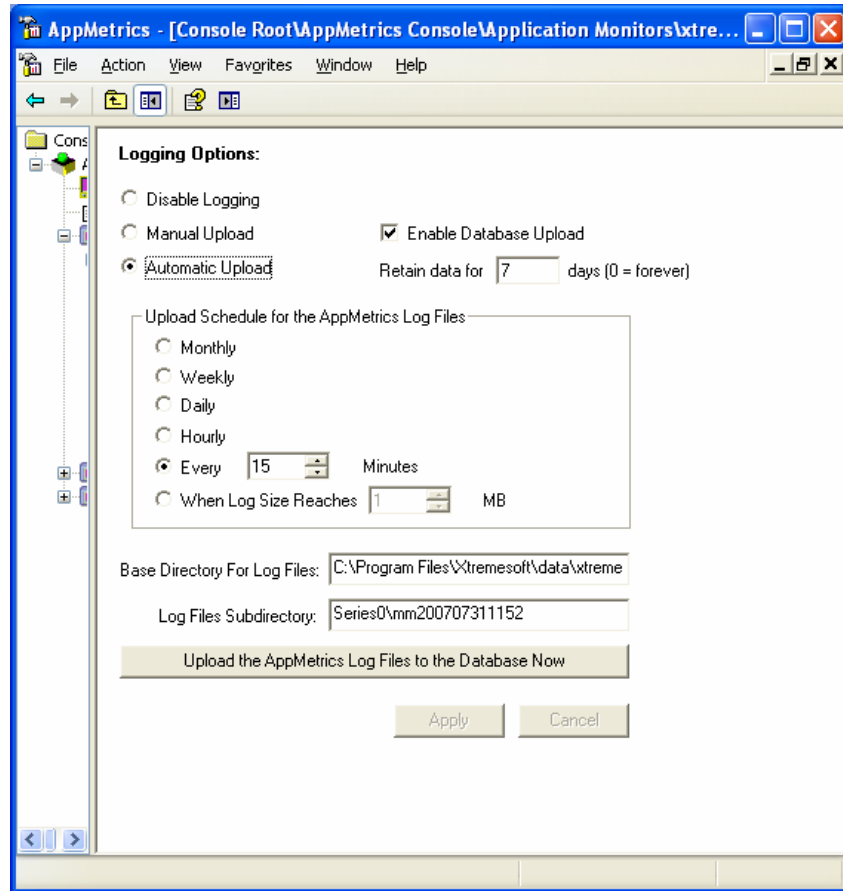 AppMetrics - [Console Root\AppMetrics Console\Application Monitors\xtre...
File Action View Favorites Window Help
Cons
A
Logging Options:
Disable Logging
Manual Upload
Enable Database Upload
Automatic Upload
Retain data for 7 days (0 = forever)
Upload Schedule for the AppMetrics Log Files
Monthly
Weekly
Daily
Hourly
Every 15 Minutes
When Log Size Reaches 1 MB
Base Directory For Log Files: C:\Program Files\Xtremesoft\data\xtreme
Log Files Subdirectory: Series0\mm200707311152
Upload the AppMetrics Log Files to the Database Now
Apply Cancel